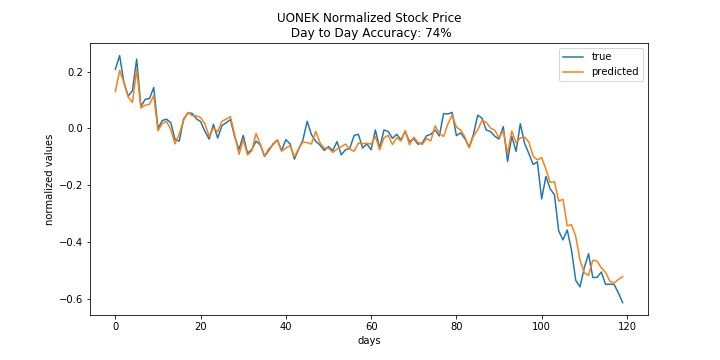 UONEK Normalized Stock Price
Day to Day Accuracy: 74%
true
predicted
normalized values
0.2
0.0
−0.2
−0.4
−0.6
0
20
40
60
80
100
120
days